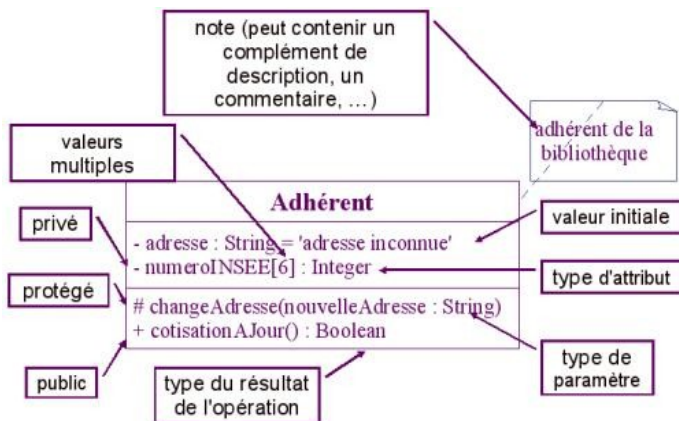 note (peut contenir un
complément de
description, un
commentaire, …)
adhérent de la
bibliothèque
valeurs
multiples
Adhérent
privé
valeur initiale
- adresse : String = 'adresse inconnue'
- numeroINSEE[6] : Integer
type d'attribut
protégé
# changeAdresse(nouvelleAdresse : String)
+ cotisationAJour() : Boolean
public
type du résultat
de l'opération
type de
paramètre